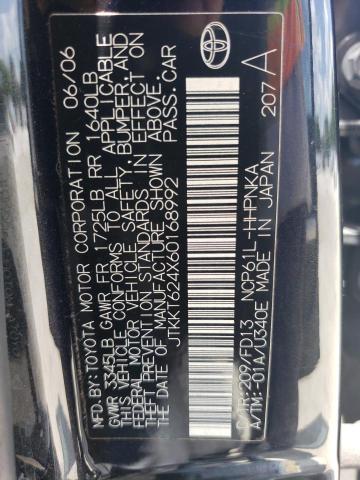 MFD.BY:TOYOTA MOTOR CORPORATION 06/06
GVWR 3345LB GAWR FR 1725LB RR 1640LB
THIS VEHICLE CONFORMS TO ALL APPLICABLE
FEDERAL MOTOR VEHICLE SAFETY, BUMPER, AND
THEFT PREVENTION STANDARDS IN EFFECT ON
THE DATE OF MANUFACTURE SHOWN ABOVE.
JTKKT624X60168992 PASS.CAR
C/TR:209/FD13 NCP61L-HHPNKA
A/TM:-01A/U340E MADE IN JAPAN 207 A
TOYOTA